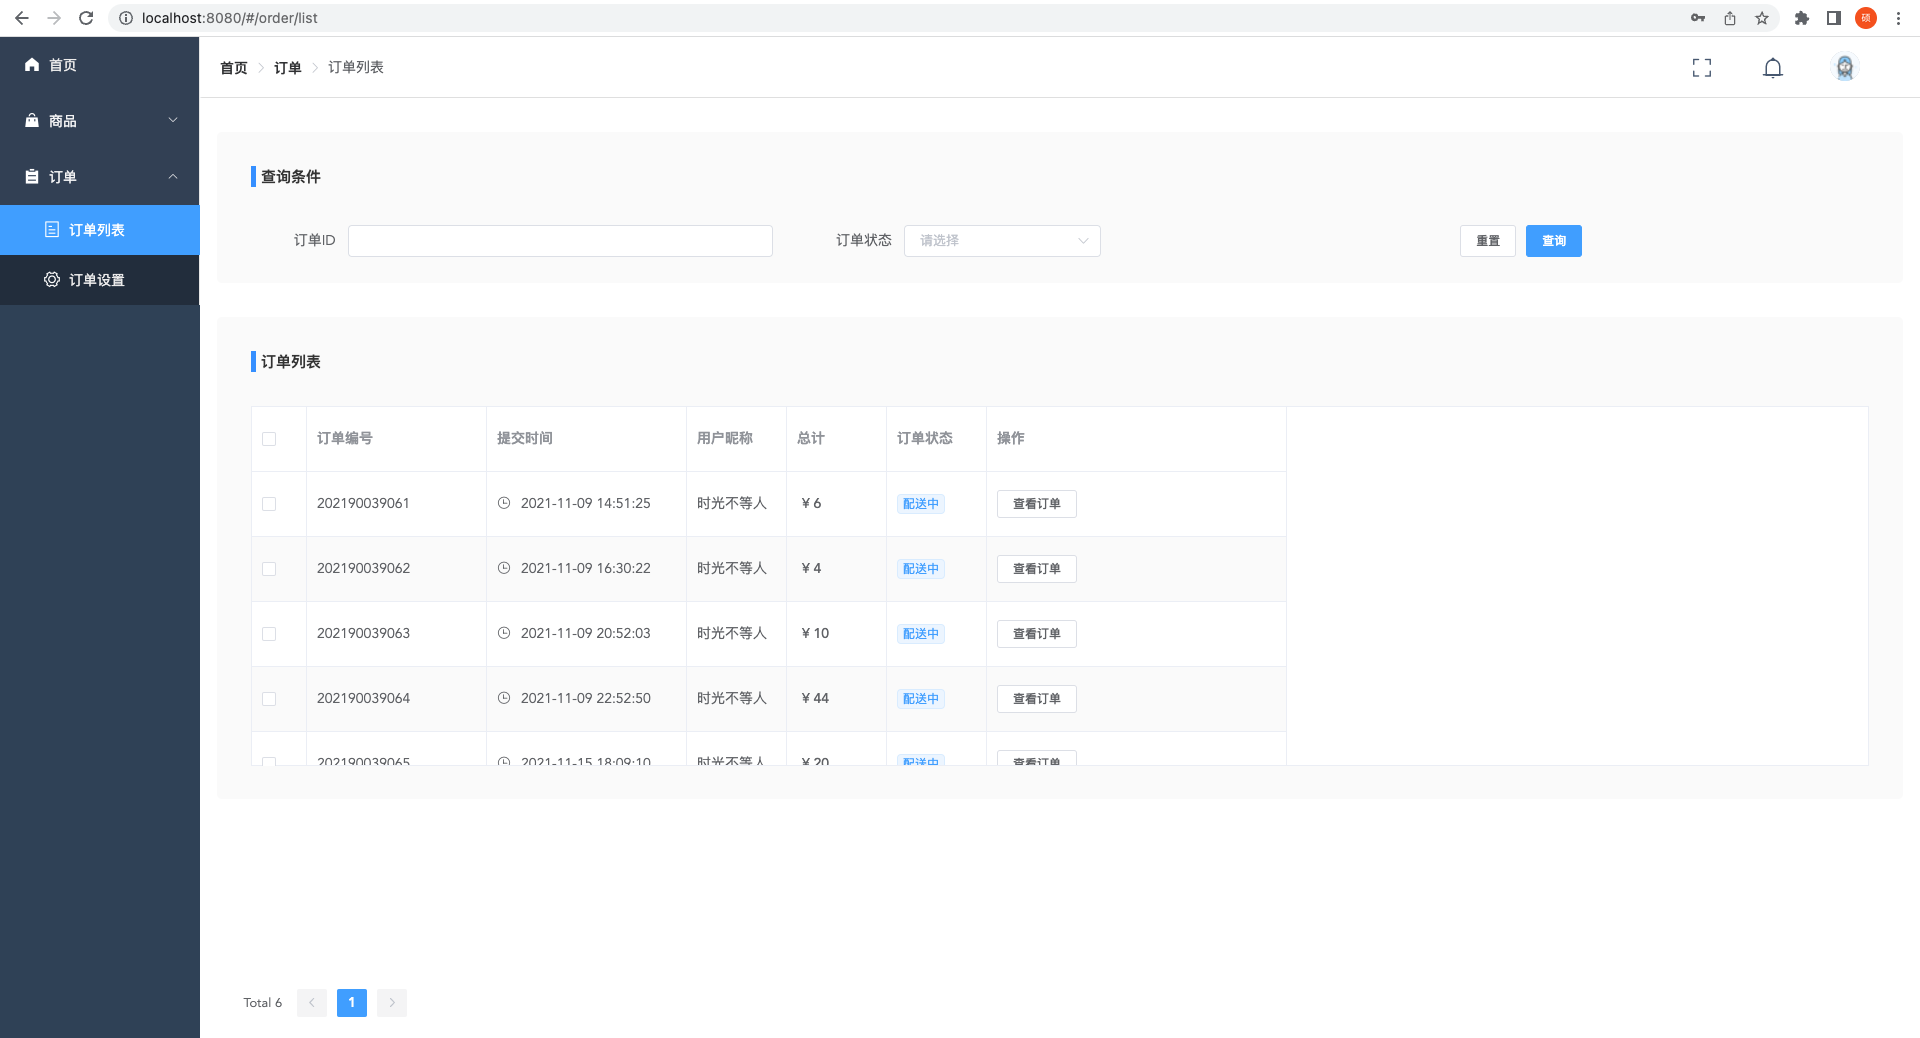 localhost:8080/#/order/list
硕
首页
商品
订单
订单列表
订单设置
首页 订单 订单列表
查询条件
订单ID 订单状态 请选择 重置 查询
订单列表
订单编号 提交时间 用户昵称 总计 订单状态 操作
202190039061 2021-11-09 14:51:25 时光不等人 ¥ 6 配送中 查看订单
202190039062 2021-11-09 16:30:22 时光不等人 ¥ 4 配送中 查看订单
202190039063 2021-11-09 20:52:03 时光不等人 ¥ 10 配送中 查看订单
202190039064 2021-11-09 22:52:50 时光不等人 ¥ 44 配送中 查看订单
202190039065 2021-11-15 18:09:10 时光不等人 ¥ 20 配送中 查看订单
Total 6 1